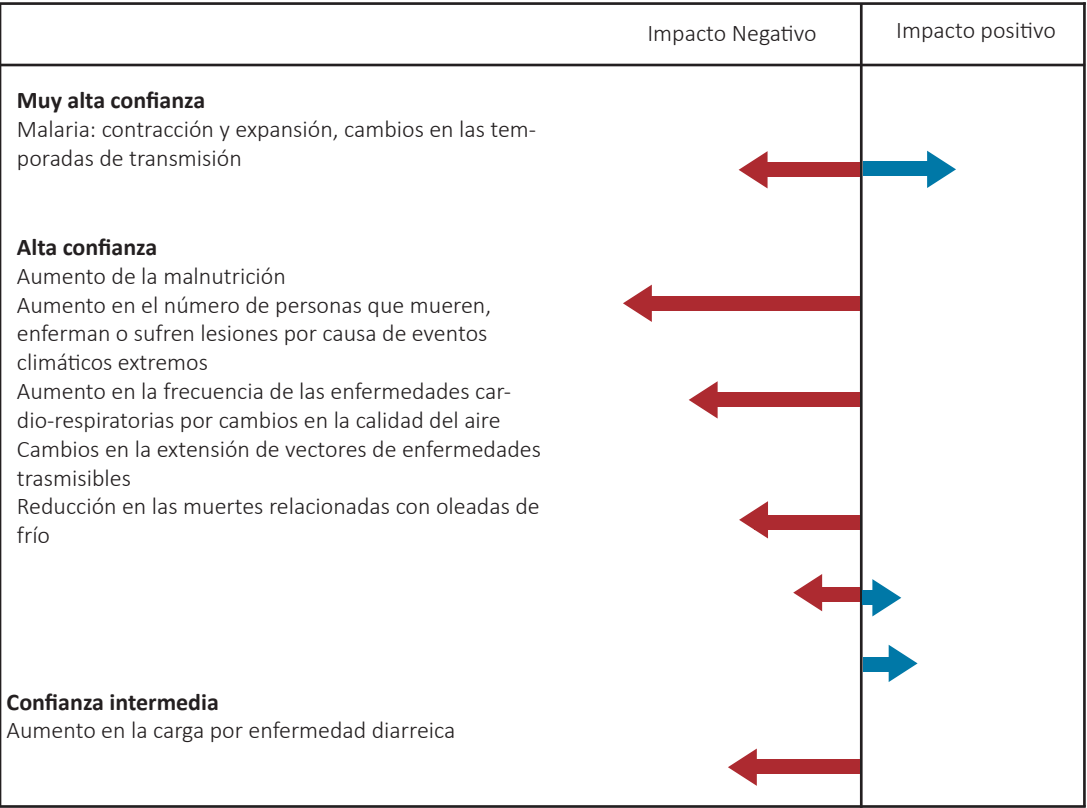 Impacto Negativo
Impacto positivo
Muy alta confianza
Malaria: contracción y expansión, cambios en las tem-
poradas de transmisión
Alta confianza
Aumento de la malnutrición
Aumento en el número de personas que mueren,
enferman o sufren lesiones por causa de eventos
climáticos extremos
Aumento en la frecuencia de las enfermedades car-
dio-respiratorias por cambios en la calidad del aire
Cambios en la extensión de vectores de enfermedades
trasmisibles
Reducción en las muertes relacionadas con oleadas de
frío
Confianza intermedia
Aumento en la carga por enfermedad diarreica